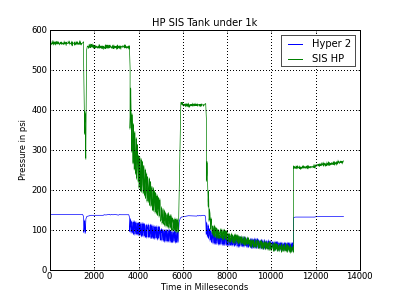 HP SIS Tank under 1k
Hyper 2
SIS HP
600
500
400
300
200
100
0
Pressure in psi
0 2000 4000 6000 8000 10000 12000 14000
Time in Milleseconds